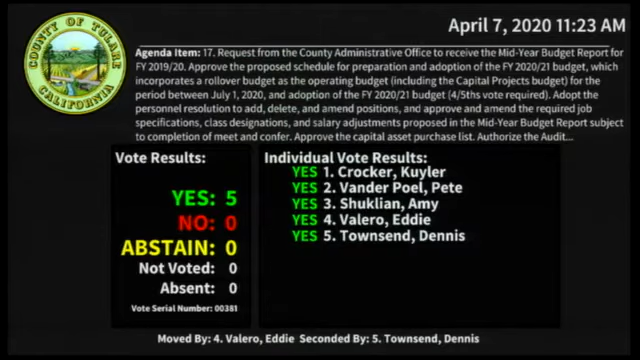 COUNTY OF TULARE
CALIFORNIA
April 7, 2020 11:23 AM
Agenda Item: 17. Request from the County Administrative Office to receive the Mid-Year Budget Report for
FY 2019/20. Approve the proposed schedule for preparation and adoption of the FY 2020/21 budget, which
incorporates a rollover budget as the operating budget (including the Capital Projects budget) for the
period between July 1, 2020, and adoption of the FY 2020/21 budget (4/5ths vote required). Adopt the
personnel resolution to add, delete, and amend positions, and approve and amend the required job
specifications, class designations, and salary adjustments proposed in the Mid-Year Budget Report subject
to completion of meet and confer. Approve the capital asset purchase list. Authorize the Audit...
Vote Results:
YES: 5
NO: 0
ABSTAIN: 0
Not Voted: 0
Absent: 0
Vote Serial Number: 00381
Individual Vote Results:
YES 1. Crocker, Kuyler
YES 2. Vander Poel, Pete
YES 3. Shuklian, Amy
YES 4. Valero, Eddie
YES 5. Townsend, Dennis
Moved By: 4. Valero, Eddie Seconded By: 5. Townsend, Dennis